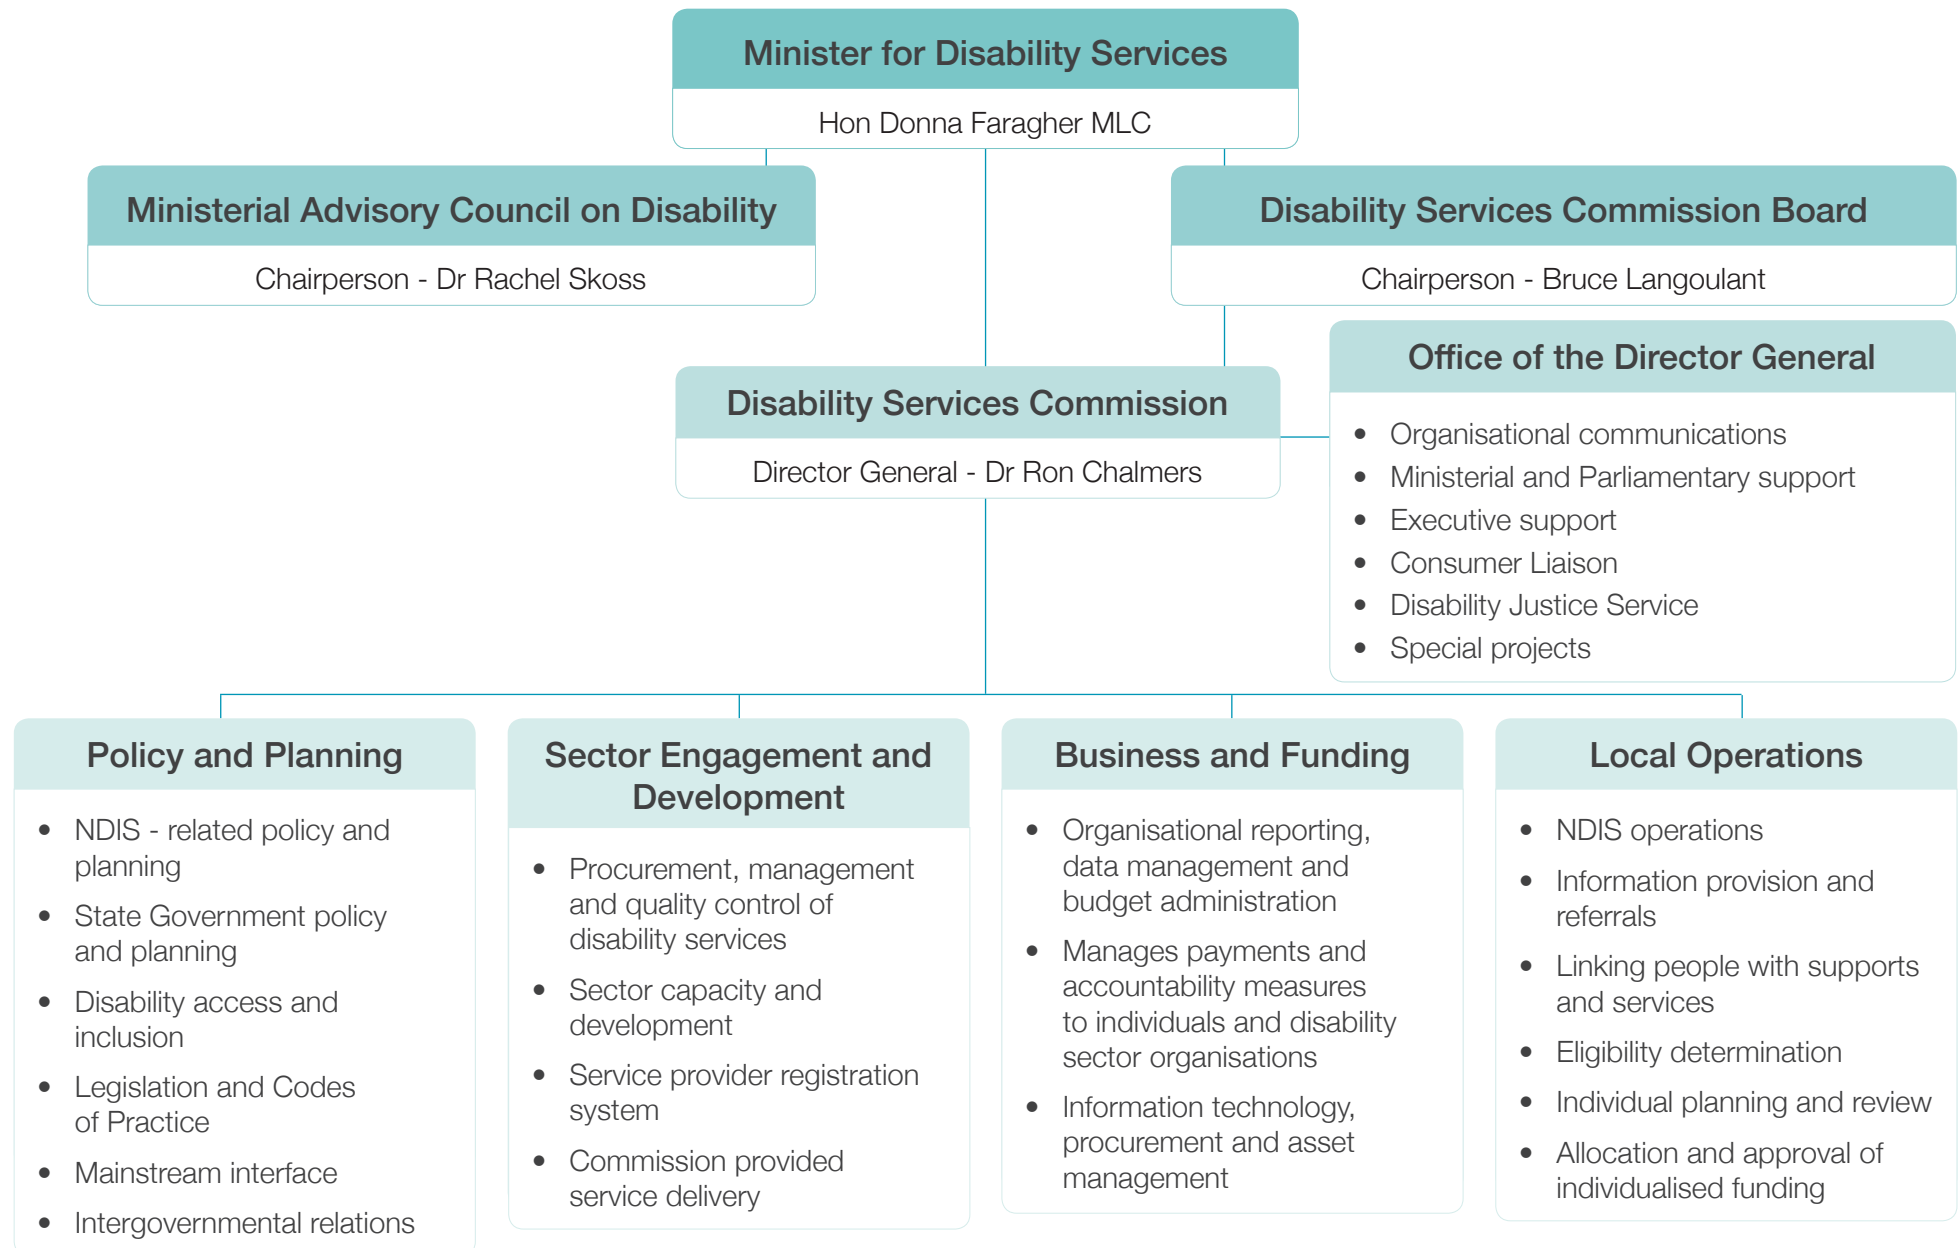 Minister for Disability Services
Hon Donna Faragher MLC
Ministerial Advisory Council on Disability
Chairperson - Dr Rachel Skoss
Disability Services Commission Board
Chairperson - Bruce Langoulant
Disability Services Commission
Director General - Dr Ron Chalmers
Office of the Director General
• Organisational communications
• Ministerial and Parliamentary support
• Executive support
• Consumer Liaison
• Disability Justice Service
• Special projects
Policy and Planning
• NDIS - related policy and
planning
• State Government policy
and planning
• Disability access and
inclusion
• Legislation and Codes
of Practice
• Mainstream interface
• Intergovernmental relations
Sector Engagement and
Development
• Procurement, management
and quality control of
disability services
• Sector capacity and
development
• Service provider registration
system
• Commission provided
service delivery
Business and Funding
• Organisational reporting,
data management and
budget administration
• Manages payments and
accountability measures
to individuals and disability
sector organisations
• Information technology,
procurement and asset
management
Local Operations
• NDIS operations
• Information provision and
referrals
• Linking people with supports
and services
• Eligibility determination
• Individual planning and review
• Allocation and approval of
individualised funding